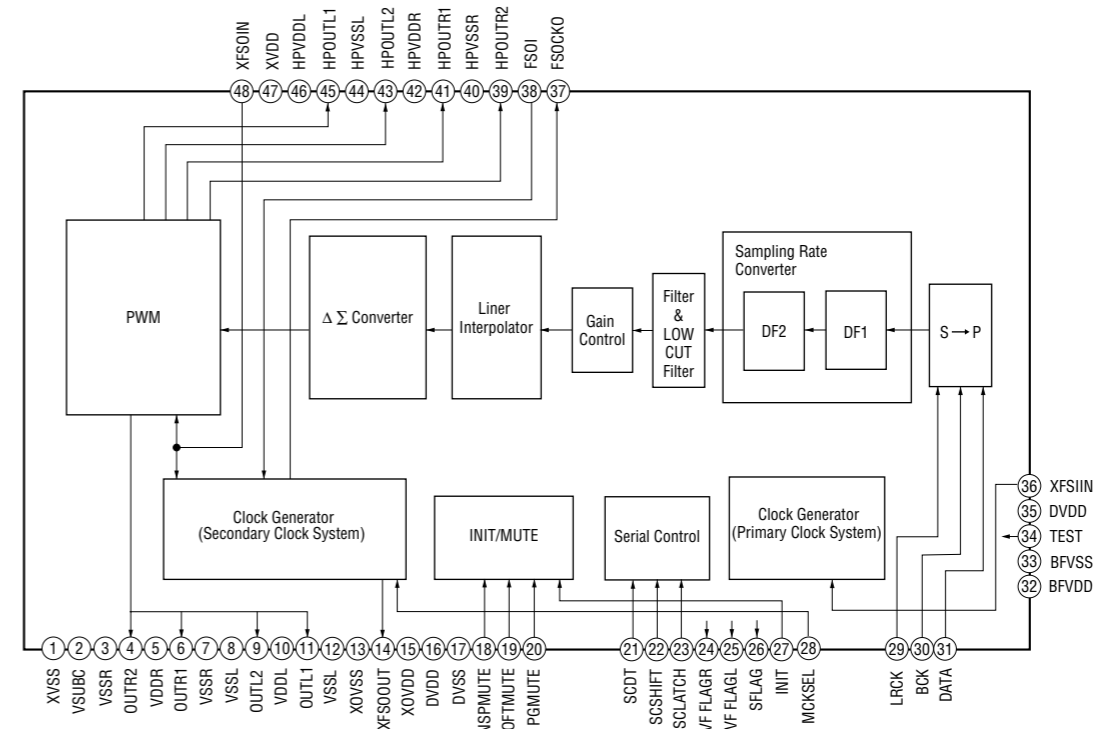 XFSOIN
XVDD
HPVDDL
HPOUTL1
HPVSSL
HPOUTL2
HPVDDR
HPOUTR1
HPVSSR
HPOUTR2
FSOI
FSOCKO
48 47 46 45 44 43 42 41 40 39 38 37
PWM
Δ Σ Converter
Liner
Interpolator
Gain
Control
Filter
&
LOW
CUT
Filter
Sampling Rate
Converter
DF2
DF1
S → P
Clock Generator
(Secondary Clock System)
INIT/MUTE
Serial Control
Clock Generator
(Primary Clock System)
36 XFSIIN
35 DVDD
34 TEST
33 BFVSS
32 BFVDD
1 2 3 4 5 6 7 8 9 10 11 12 13 14 15 16 17 18 19 20 21 22 23 24 25 26 27 28 29 30 31
XVSS
VSUBC
VSSR
OUTR2
VDDR
OUTR1
VSSR
VSSL
OUTL2
VDDL
OUTL1
VSSL
XOVSS
XFSOOUT
XOVDD
DVDD
DVSS
NSPMUTE
OFTMUTE
PGMUTE
SCDT
SCSHIFT
SCLATCH
VF FLAGR
VF FLAGL
SFLAG
INIT
MCKSEL
LRCK
BCK
DATA